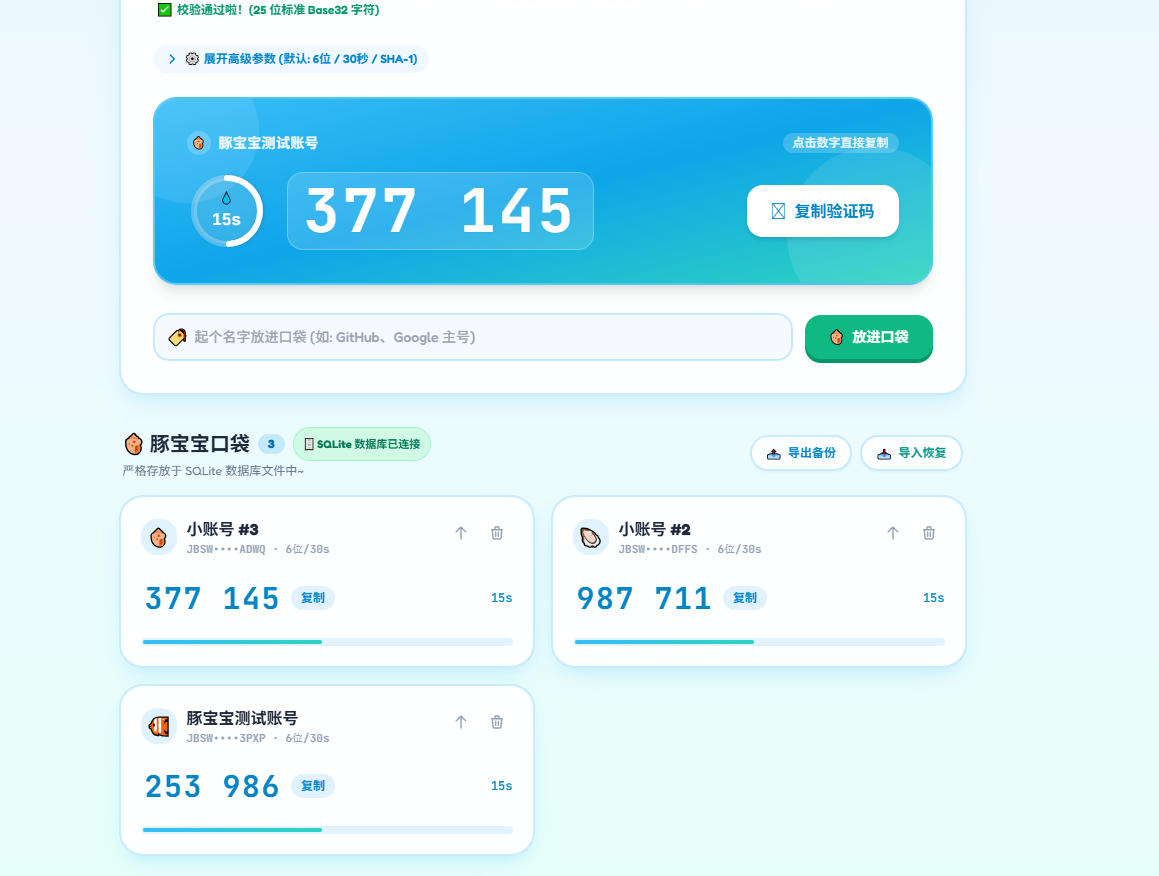 校验通过啦！(25 位标准 Base32 字符)
展开高级参数 (默认: 6位 / 30秒 / SHA-1)
豚宝宝测试账号
点击数字直接复制
15s
377 145
复制验证码
起个名字放进口袋 (如: GitHub、Google 主号)
放进口袋
豚宝宝口袋 3 SQLite 数据库已连接
严格存放于 SQLite 数据库文件中~
导出备份
导入恢复
小账号 #3
JBSW••••ADWQ · 6位/30s
377 145 复制 15s
小账号 #2
JBSW••••DFFS · 6位/30s
987 711 复制 15s
豚宝宝测试账号
JBSW••••3PXP · 6位/30s
253 986 复制 15s